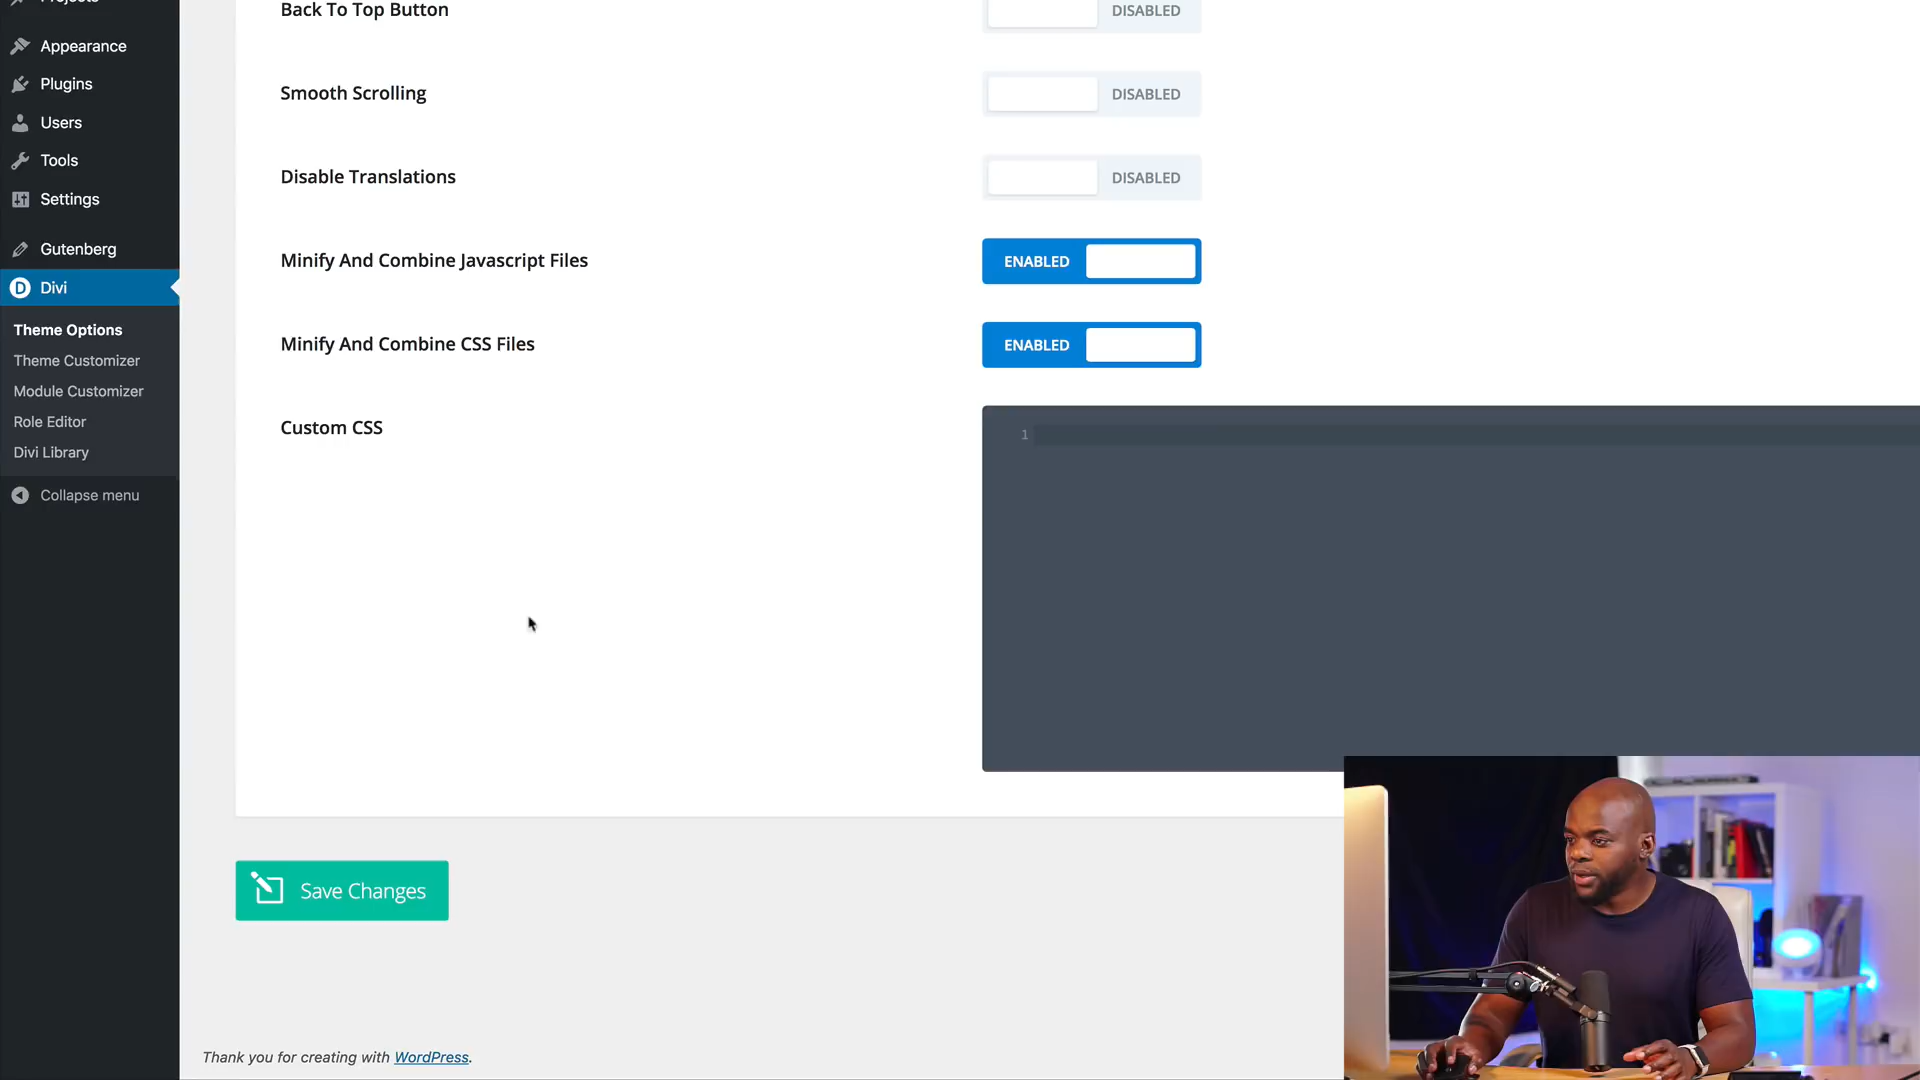 Projects
Appearance
Plugins
Users
Tools
Settings
Gutenberg
D Divi
Theme Options
Theme Customizer
Module Customizer
Role Editor
Divi Library
Collapse menu
Back To Top Button DISABLED
Smooth Scrolling DISABLED
Disable Translations DISABLED
Minify And Combine Javascript Files ENABLED
Minify And Combine CSS Files ENABLED
Custom CSS 1
Save Changes
Thank you for creating with WordPress.